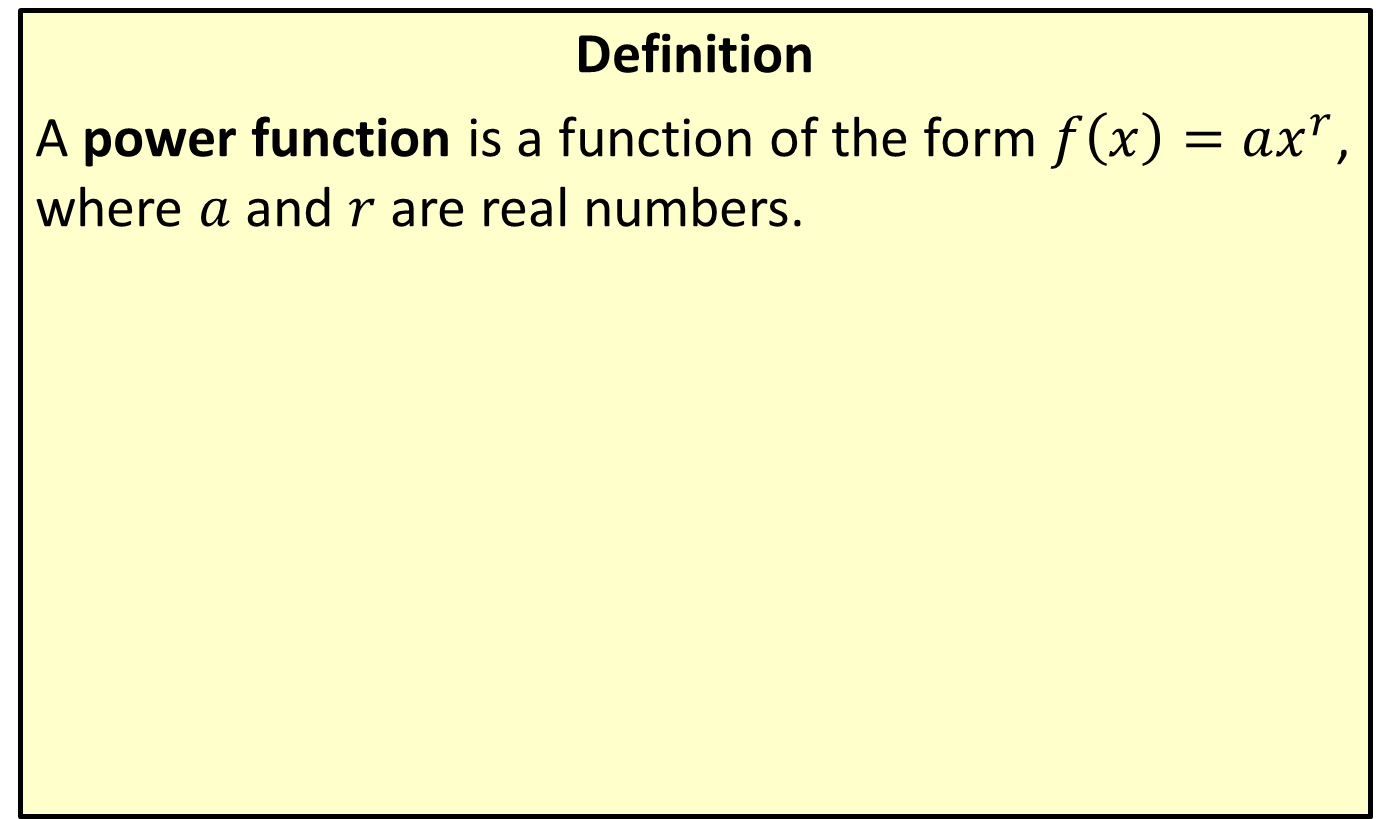 Definition
A power function is a function of the form f(x) = ax^r,
where a and r are real numbers.